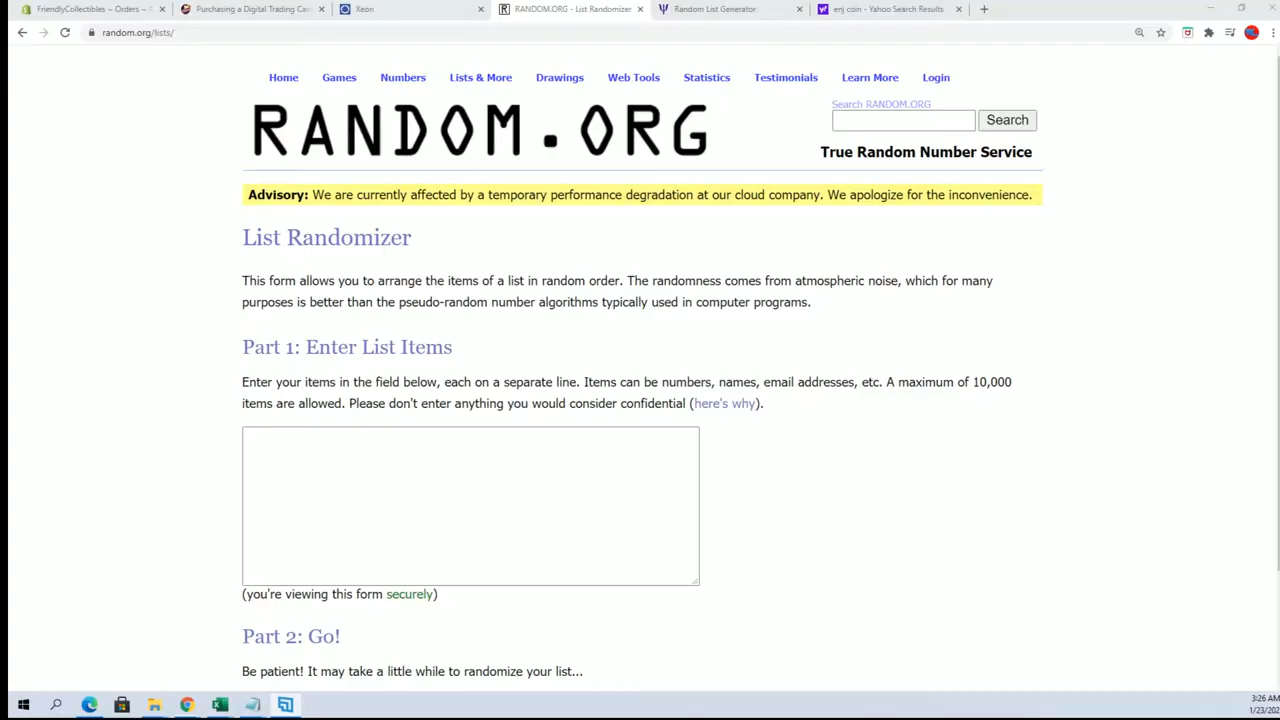 FriendlyCollectibles ~ Orders ~
Purchasing a Digital Trading Ca
Xeon
RANDOM.ORG - List Randomizer
Random List Generator
enj coin - Yahoo Search Results
random.org/lists/
Home Games Numbers Lists & More Drawings Web Tools Statistics Testimonials Learn More Login
RANDOM.ORG
Search RANDOM.ORG
Search
True Random Number Service
Advisory: We are currently affected by a temporary performance degradation at our cloud company. We apologize for the inconvenience.
List Randomizer
This form allows you to arrange the items of a list in random order. The randomness comes from atmospheric noise, which for many
purposes is better than the pseudo-random number algorithms typically used in computer programs.
Part 1: Enter List Items
Enter your items in the field below, each on a separate line. Items can be numbers, names, email addresses, etc. A maximum of 10,000
items are allowed. Please don't enter anything you would consider confidential (here's why).
(you're viewing this form securely)
Part 2: Go!
Be patient! It may take a little while to randomize your list...
3:26 AM
1/23/202